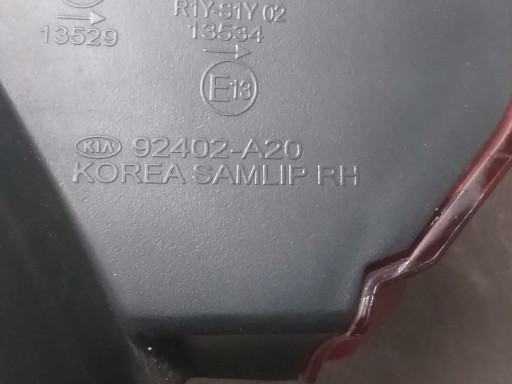 R1Y-S1Y 02
13529
13534
E13
KIA 92402-A20
KOREA SAMLIP RH